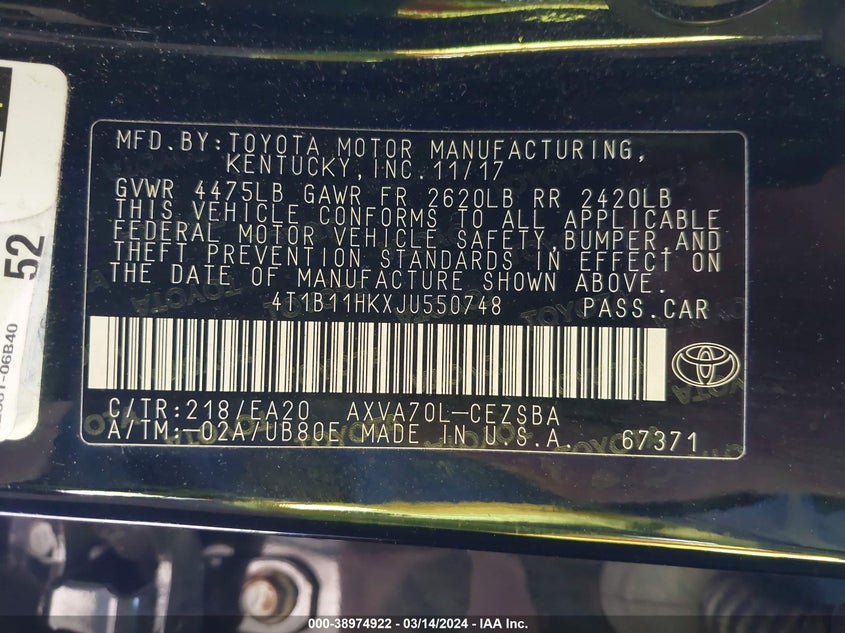 MFD.BY:TOYOTA MOTOR MANUFACTURING,
KENTUCKY,INC.11/17
GVWR 4475LB GAWR FR 2620LB RR 2420LB
THIS VEHICLE CONFORMS TO ALL APPLICABLE
FEDERAL MOTOR VEHICLE SAFETY,BUMPER,AND
THEFT PREVENTION STANDARDS IN EFFECT ON
THE DATE OF MANUFACTURE SHOWN ABOVE.
4T1B11HKXJU550748 PASS.CAR
C/TR:218/EA20 AXVA70L-CEZSBA
A/TM:-02A/UB80E MADE IN U.S.A. 67371
52
06B40
000-38974922 - 03/14/2024 - IAA Inc.